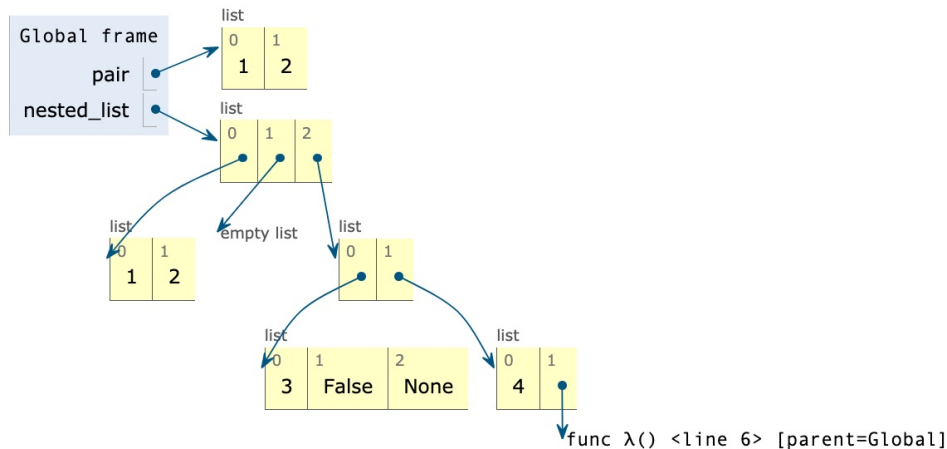 list
Global frame
0 1
1 2
pair
nested_list
list
0 1 2
list
empty list
list
0 1
1 2
0 1
list
0 1 2
3 False None
list
0 1
4
func λ() <line 6> [parent=Global]